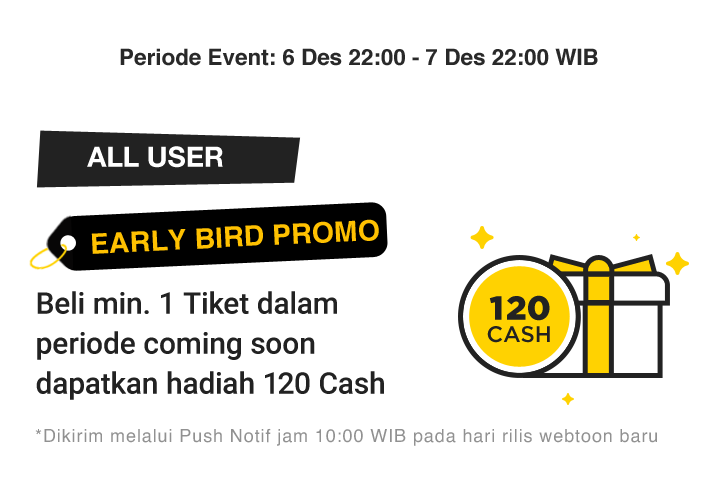 Periode Event: 6 Des 22:00 - 7 Des 22:00 WIB
ALL USER
EARLY BIRD PROMO
Beli min. 1 Tiket dalam
periode coming soon
dapatkan hadiah 120 Cash
120
CASH
*Dikirim melalui Push Notif jam 10:00 WIB pada hari rilis webtoon baru